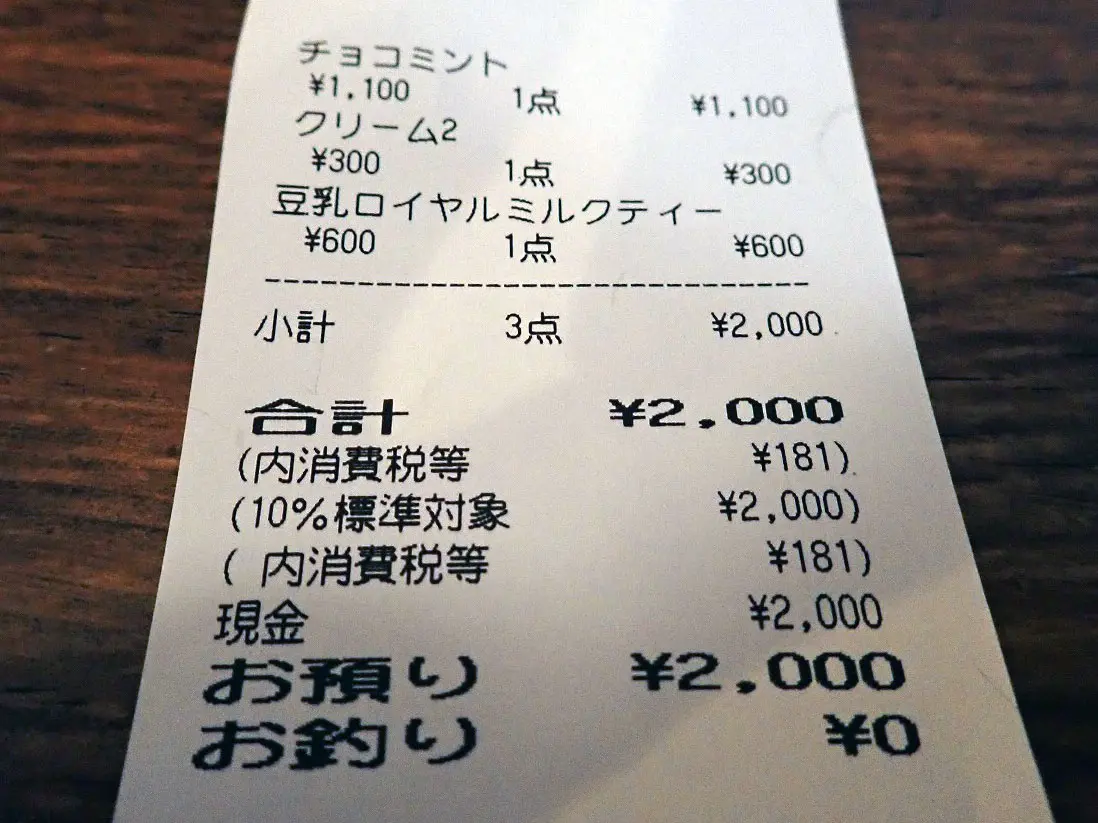 チョコミント
¥1,100 1点 ¥1,100
クリーム2
¥300 1点 ¥300
豆乳ロイヤルミルクティー
¥600 1点 ¥600
------------------------------
小計 3点 ¥2,000
合計 ¥2,000
(内消費税等 ¥181)
(10%標準対象 ¥2,000)
( 内消費税等 ¥181)
現金 ¥2,000
お預り ¥2,000
お釣り ¥0